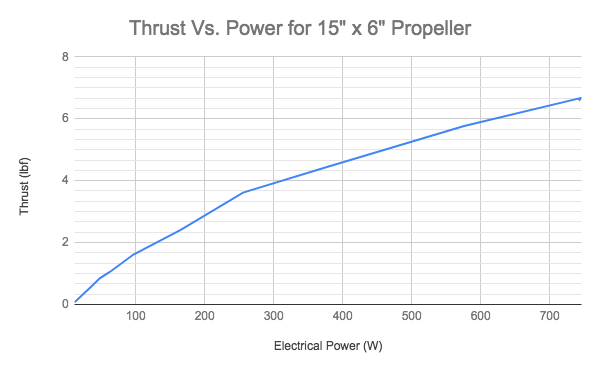 Thrust Vs. Power for 15" x 6" Propeller
8
6
4
2
0
Thrust (lbf)
100 200 300 400 500 600 700
Electrical Power (W)